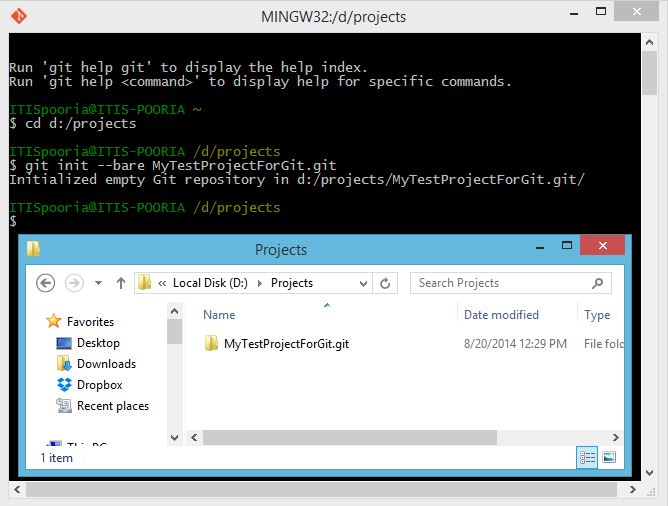 MINGW32:/d/projects
Run 'git help git' to display the help index.
Run 'git help <command>' to display help for specific commands.
ITISpooria@ITIS-POORIA ~
$ cd d:/projects
ITISpooria@ITIS-POORIA /d/projects
$ git init --bare MyTestProjectForGit.git
Initialized empty Git repository in d:/projects/MyTestProjectForGit.git/
ITISpooria@ITIS-POORIA /d/projects
$
Projects
« Local Disk (D:) Projects
Search Projects
Favorites
Desktop
Downloads
Dropbox
Recent places
Name Date modified Type
MyTestProjectForGit.git 8/20/2014 12:29 PM File fold
1 item